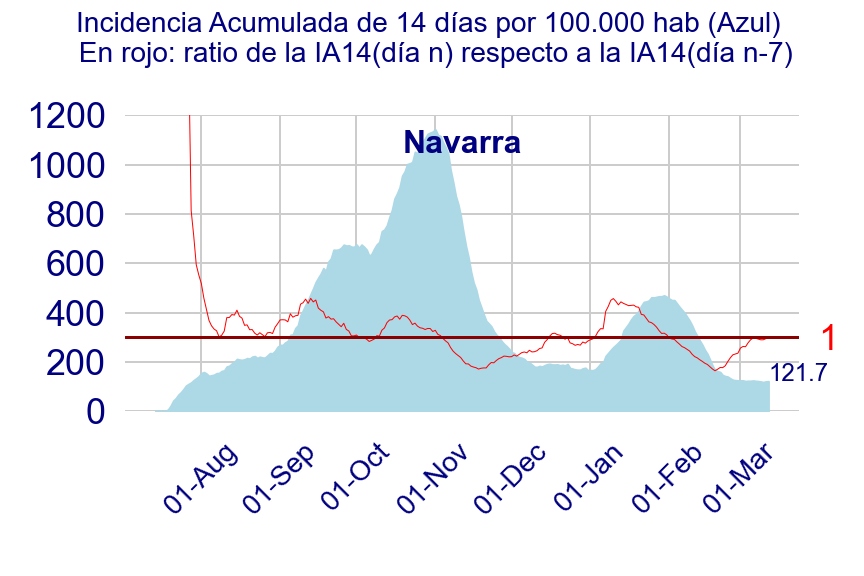 Incidencia Acumulada de 14 días por 100.000 hab (Azul)
En rojo: ratio de la IA14(día n) respecto a la IA14(día n-7)
1200
Navarra
1000
800
600
400
1
200
121.7
0
01-Aug
01-Sep
01-Oct
01-Nov
01-Dec
01-Jan
01-Feb
01-Mar